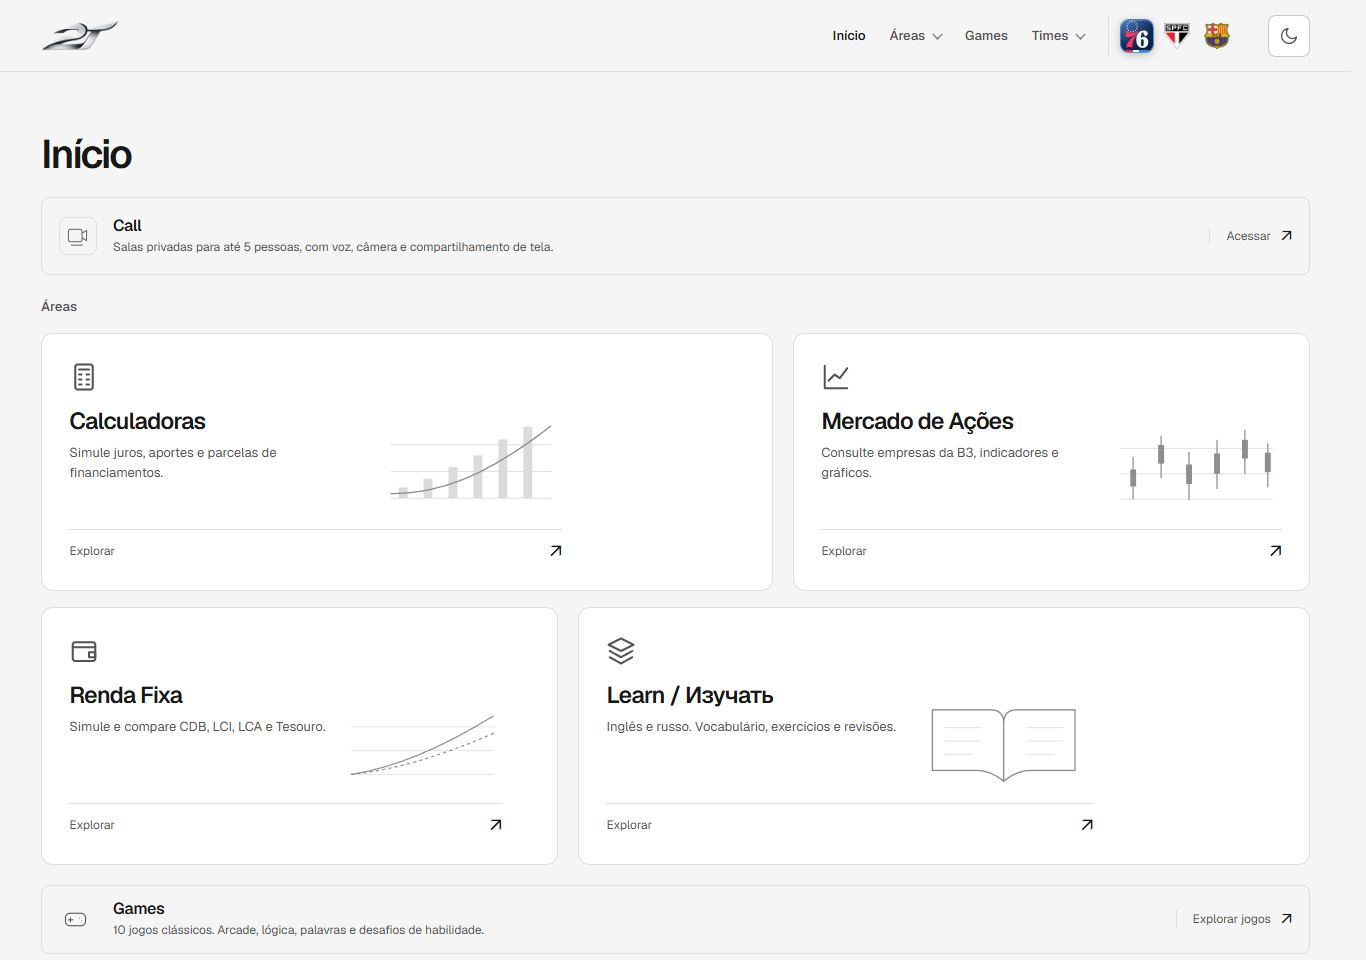 2T
Início
Áreas
Games
Times
76
SPFC
Início
Call
Salas privadas para até 5 pessoas, com voz, câmera e compartilhamento de tela.
Acessar
Áreas
Calculadoras
Simule juros, aportes e parcelas de
financiamentos.
Explorar
Mercado de Ações
Consulte empresas da B3, indicadores e
gráficos.
Explorar
Renda Fixa
Simule e compare CDB, LCI, LCA e Tesouro.
Explorar
Learn / Изучать
Inglês e russo. Vocabulário, exercícios e revisões.
Explorar
Games
10 jogos clássicos. Arcade, lógica, palavras e desafios de habilidade.
Explorar jogos